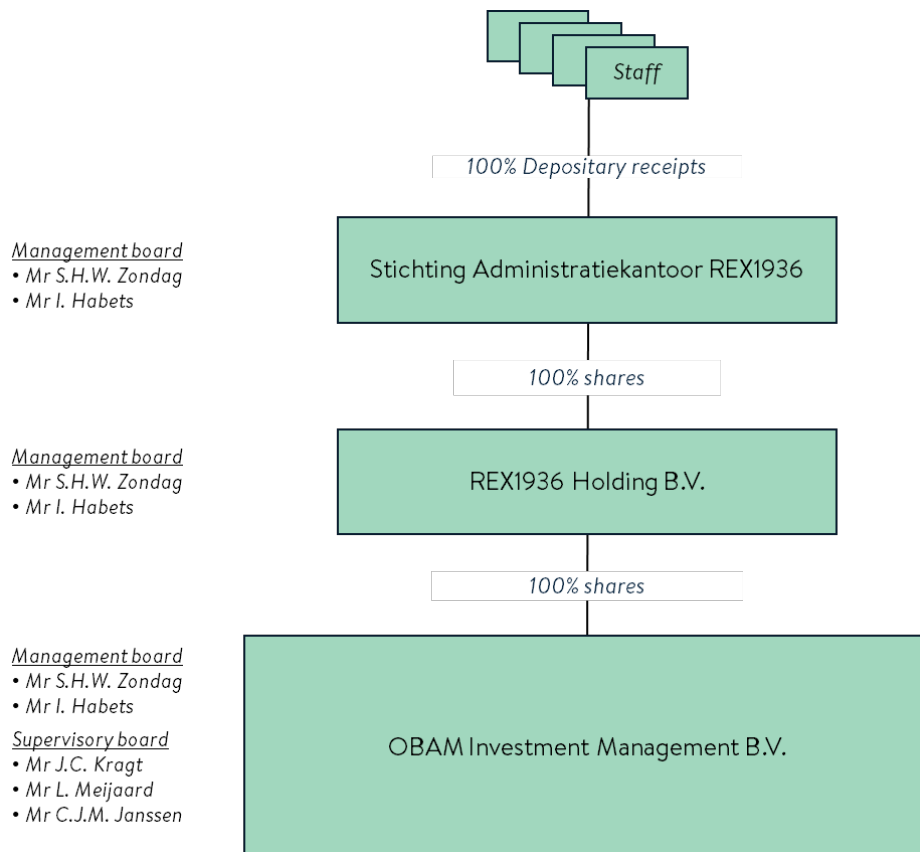 Staff
100% Depositary receipts
Management board
• Mr S.H.W. Zondag
• Mr I. Habets
Stichting Administratiekantoor REX1936
100% shares
Management board
• Mr S.H.W. Zondag
• Mr I. Habets
REX1936 Holding B.V.
100% shares
Management board
• Mr S.H.W. Zondag
• Mr I. Habets
Supervisory board
• Mr J.C. Kragt
• Mr L. Meijaard
• Mr C.J.M. Janssen
OBAM Investment Management B.V.